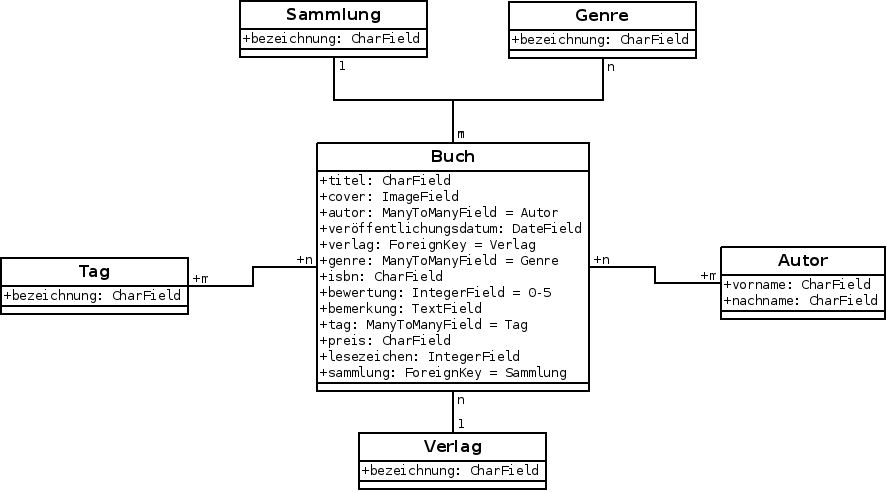 Sammlung
+bezeichnung: CharField
1
Genre
+bezeichnung: CharField
n
m
Buch
+titel: CharField
+cover: ImageField
+autor: ManyToManyField = Autor
+veröffentlichungsdatum: DateField
+verlag: ForeignKey = Verlag
+genre: ManyToManyField = Genre
+isbn: CharField
+bewertung: IntegerField = 0-5
+bemerkung: TextField
+tag: ManyToManyField = Tag
+preis: CharField
+lesezeichen: IntegerField
+sammlung: ForeignKey = Sammlung
Tag
+bezeichnung: CharField
+m
+n
+n
+m
Autor
+vorname: CharField
+nachname: CharField
n
1
Verlag
+bezeichnung: CharField